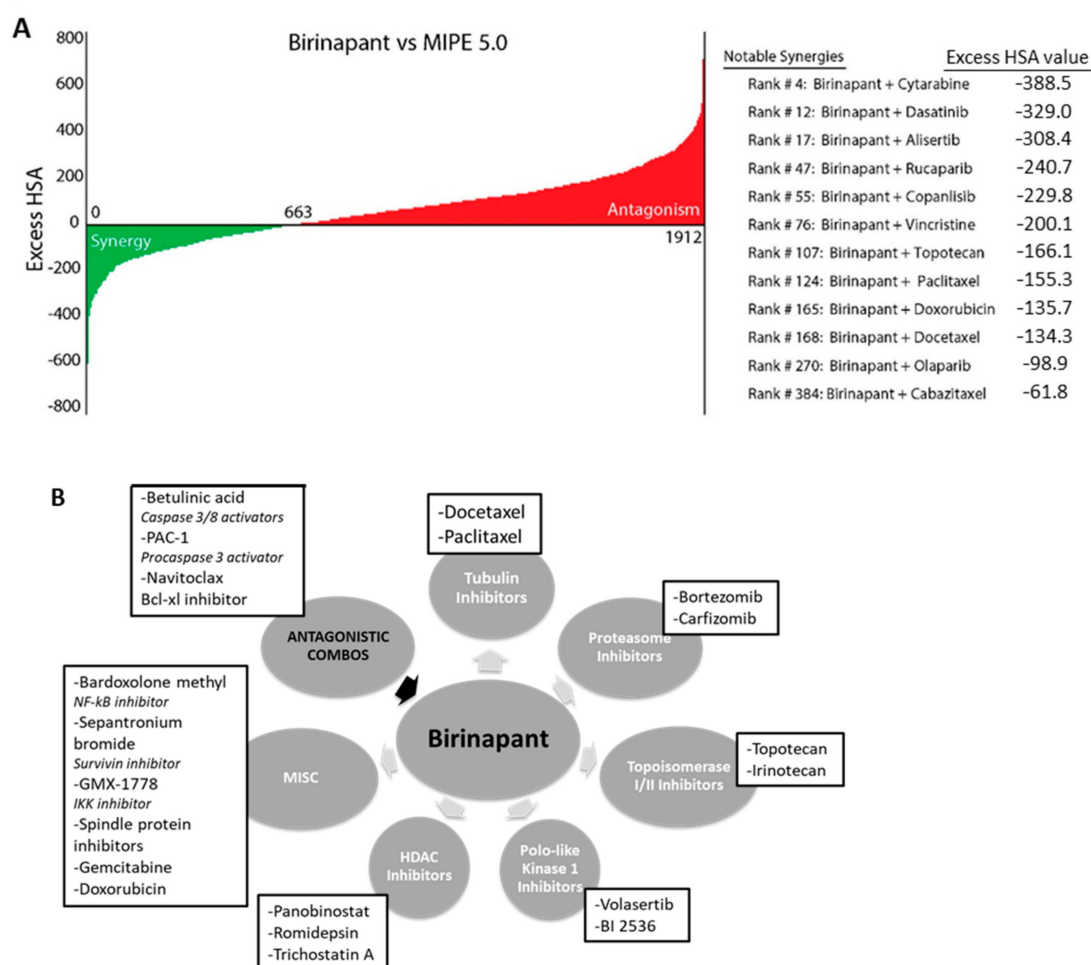 A
Birinapant vs MIPE 5.0
Excess HSA
800
600
400
200
0
-200
-400
-600
-800
0
663
1912
Synergy
Antagonism
Notable Synergies Excess HSA value
Rank # 4: Birinapant + Cytarabine -388.5
Rank # 12: Birinapant + Dasatinib -329.0
Rank # 17: Birinapant + Alisertib -308.4
Rank # 47: Birinapant + Rucaparib -240.7
Rank # 55: Birinapant + Copanlisib -229.8
Rank # 76: Birinapant + Vincristine -200.1
Rank # 107: Birinapant + Topotecan -166.1
Rank # 124: Birinapant + Paclitaxel -155.3
Rank # 165: Birinapant + Doxorubicin -135.7
Rank # 168: Birinapant + Docetaxel -134.3
Rank # 270: Birinapant + Olaparib -98.9
Rank # 384: Birinapant + Cabazitaxel -61.8
B
-Betulinic acid
Caspase 3/8 activators
-PAC-1
Procaspase 3 activator
-Navitoclax
Bcl-xl inhibitor
ANTAGONISTIC
COMBOS
-Docetaxel
-Paclitaxel
Tubulin
Inhibitors
-Bortezomib
-Carfizomib
Proteasome
Inhibitors
-Bardoxolone methyl
NF-kB inhibitor
-Sepantronium
bromide
Survivin inhibitor
-GMX-1778
IKK inhibitor
-Spindle protein
inhibitors
-Gemcitabine
-Doxorubicin
MISC
Birinapant
-Topotecan
-Irinotecan
Topoisomerase
I/II Inhibitors
HDAC
Inhibitors
-Panobinostat
-Romidepsin
-Trichostatin A
Polo-like
Kinase 1
Inhibitors
-Volasertib
-BI 2536